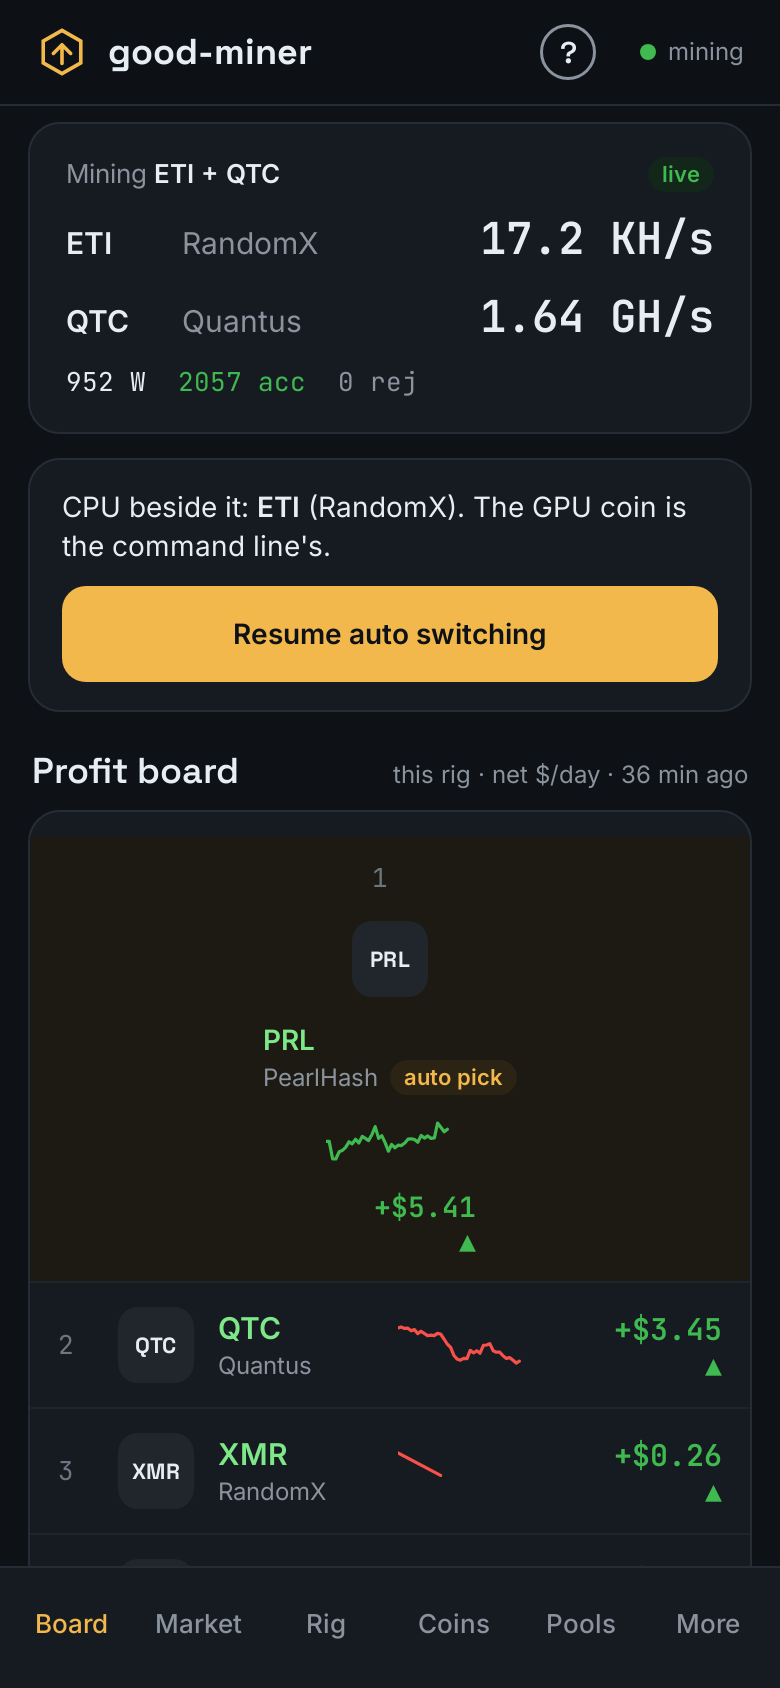 good-miner
?
mining
Mining ETI + QTC
live
ETI RandomX 17.2 KH/s
QTC Quantus 1.64 GH/s
952 W 2057 acc 0 rej
CPU beside it: ETI (RandomX). The GPU coin is
the command line's.
Resume auto switching
Profit board
this rig · net $/day · 36 min ago
1
PRL
PRL
PearlHash auto pick
+$5.41
▲
2
QTC
QTC
Quantus
+$3.45
▲
3
XMR
XMR
RandomX
+$0.26
▲
Board Market Rig Coins Pools More